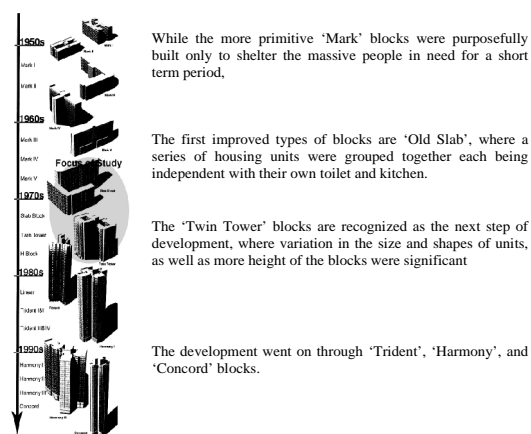 1950s
Mark I
Mark II
1960s
Mark III
Mark IV
Focus of Study
Mark V
1970s
Slab Block
Twin Tower
H Block
1980s
Linear
Trident I&II
Trident III&IV
1990s
Harmony I
Harmony II
Harmony III
Concord
While the more primitive ‘Mark’ blocks were purposefully
built only to shelter the massive people in need for a short
term period,
The first improved types of blocks are ‘Old Slab’, where a
series of housing units were grouped together each being
independent with their own toilet and kitchen.
The ‘Twin Tower’ blocks are recognized as the next step of
development, where variation in the size and shapes of units,
as well as more height of the blocks were significant
The development went on through ‘Trident’, ‘Harmony’, and
‘Concord’ blocks.